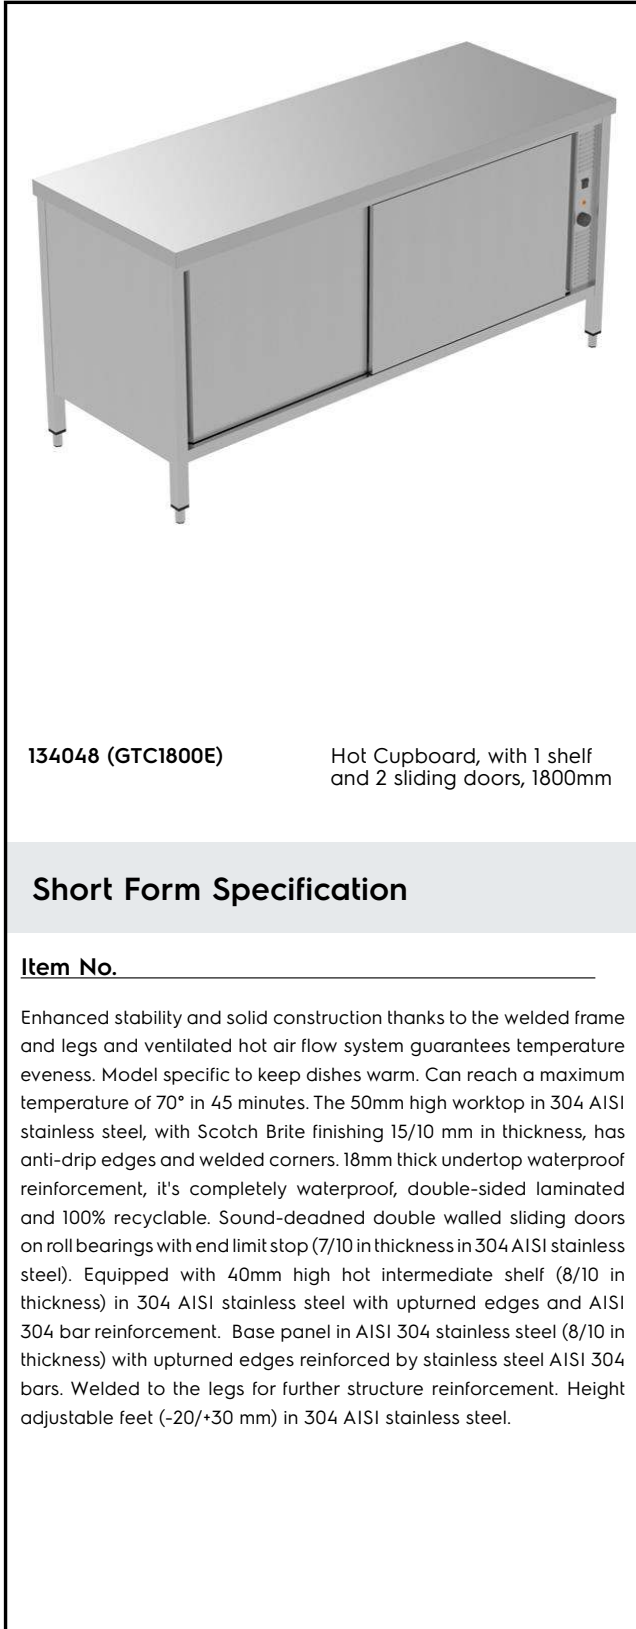 134048 (GTC1800E)
Hot Cupboard, with 1 shelf
and 2 sliding doors, 1800mm
Short Form Specification
Item No.
Enhanced stability and solid construction thanks to the welded frame
and legs and ventilated hot air flow system guarantees temperature
eveness. Model specific to keep dishes warm. Can reach a maximum
temperature of 70° in 45 minutes. The 50mm high worktop in 304 AISI
stainless steel, with Scotch Brite finishing 15/10 mm in thickness, has
anti-drip edges and welded corners. 18mm thick undertop waterproof
reinforcement, it's completely waterproof, double-sided laminated
and 100% recyclable. Sound-deadned double walled sliding doors
on roll bearings with end limit stop (7/10 in thickness in 304 AISI stainless
steel). Equipped with 40mm high hot intermediate shelf (8/10 in
thickness) in 304 AISI stainless steel with upturned edges and AISI
304 bar reinforcement. Base panel in AISI 304 stainless steel (8/10 in
thickness) with upturned edges reinforced by stainless steel AISI 304
bars. Welded to the legs for further structure reinforcement. Height
adjustable feet (-20/+30 mm) in 304 AISI stainless steel.